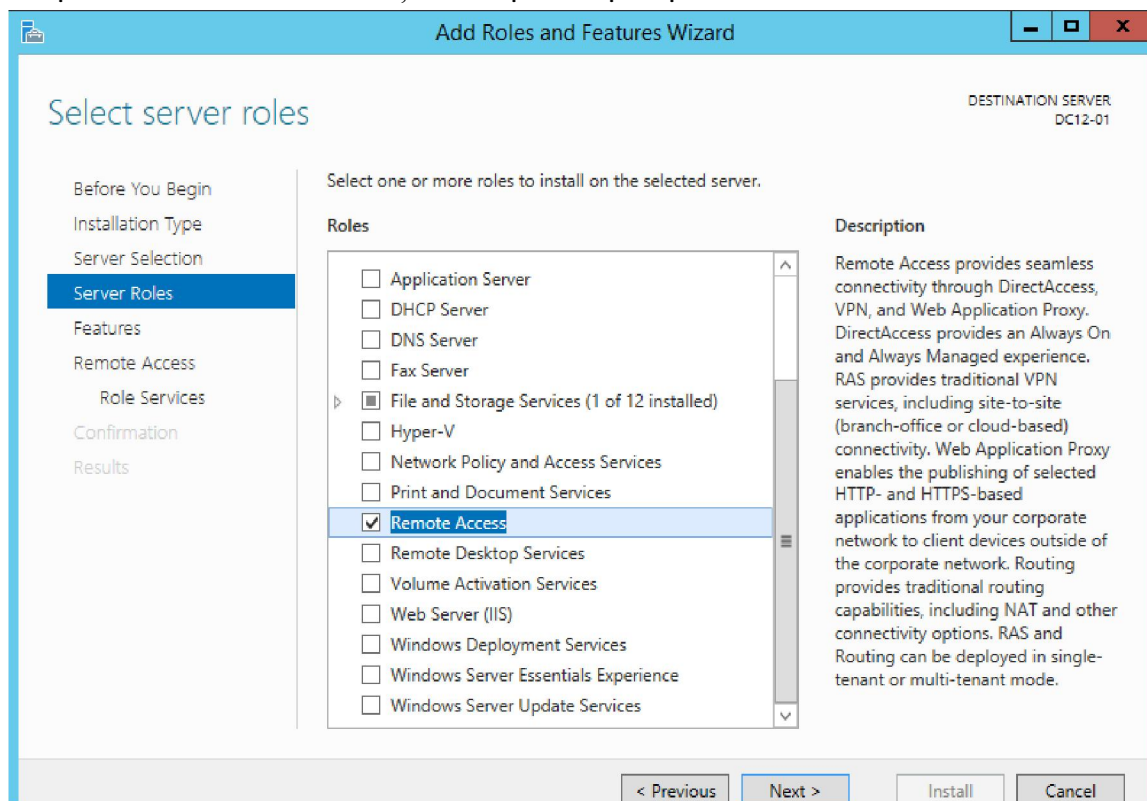 Add Roles and Features Wizard
Select server roles
DESTINATION SERVER
DC12-01
Before You Begin
Installation Type
Server Selection
Server Roles
Features
Remote Access
Role Services
Confirmation
Results
Select one or more roles to install on the selected server.
Roles
Application Server
DHCP Server
DNS Server
Fax Server
File and Storage Services (1 of 12 installed)
Hyper-V
Network Policy and Access Services
Print and Document Services
Remote Access
Remote Desktop Services
Volume Activation Services
Web Server (IIS)
Windows Deployment Services
Windows Server Essentials Experience
Windows Server Update Services
Description
Remote Access provides seamless
connectivity through DirectAccess,
VPN, and Web Application Proxy.
DirectAccess provides an Always On
and Always Managed experience.
RAS provides traditional VPN
services, including site-to-site
(branch-office or cloud-based)
connectivity. Web Application Proxy
enables the publishing of selected
HTTP- and HTTPS-based
applications from your corporate
network to client devices outside of
the corporate network. Routing
provides traditional routing
capabilities, including NAT and other
connectivity options. RAS and
Routing can be deployed in single-
tenant or multi-tenant mode.
< Previous
Next >
Install
Cancel